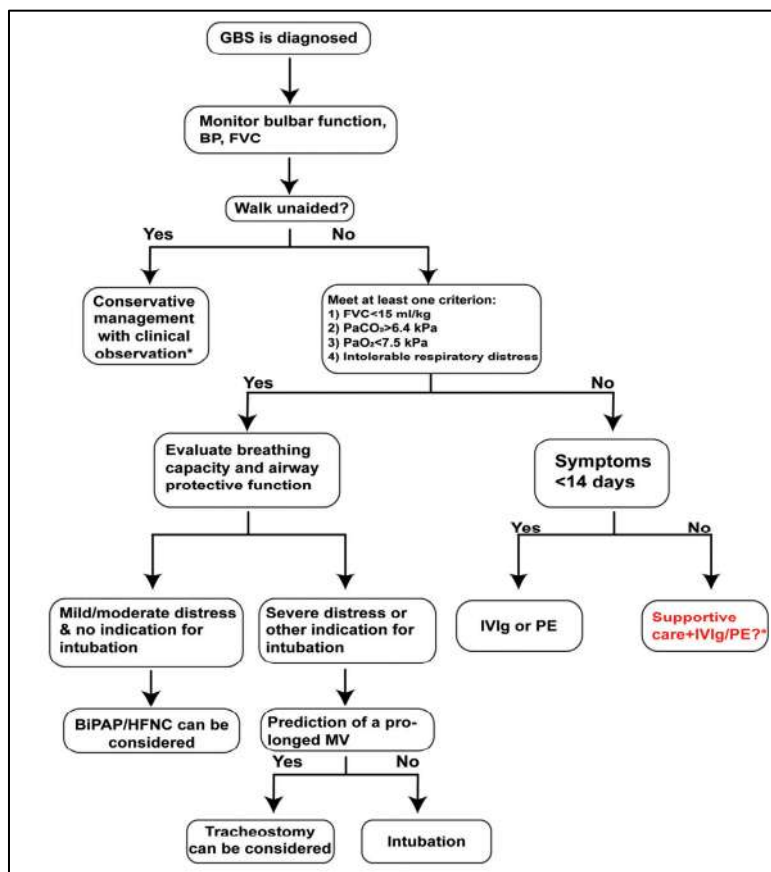 GBS is diagnosed
Monitor bulbar function,
BP, FVC
Walk unaided?
Yes
No
Conservative
management
with clinical
observation*
Meet at least one criterion:
1) FVC<15 ml/kg
2) PaCO₂>6.4 kPa
3) PaO₂<7.5 kPa
4) Intolerable respiratory distress
Yes
No
Evaluate breathing
capacity and airway
protective function
Symptoms
<14 days
Yes
No
Mild/moderate distress
& no indication for
intubation
Severe distress or
other indication for
intubation
IVIg or PE
Supportive
care+IVIg/PE?*
BiPAP/HFNC can be
considered
Prediction of a pro-
longed MV
Yes
No
Tracheostomy
can be considered
Intubation